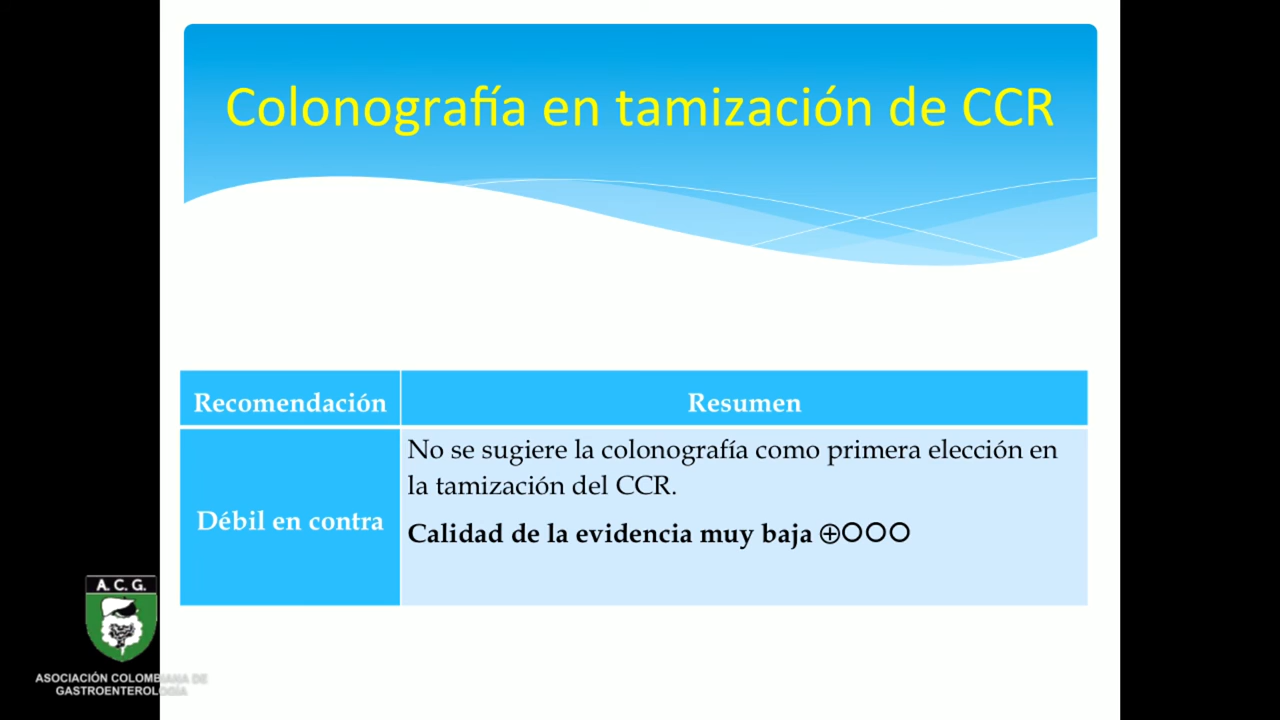 Colonografía en tamización de CCR
Recomendación
Resumen
Débil en contra
No se sugiere la colonografía como primera elección en
la tamización del CCR.
Calidad de la evidencia muy baja ⊕○○○
A. C. G.
ASOCIACIÓN COLOMBIANA DE
GASTROENTEROLOGÍA